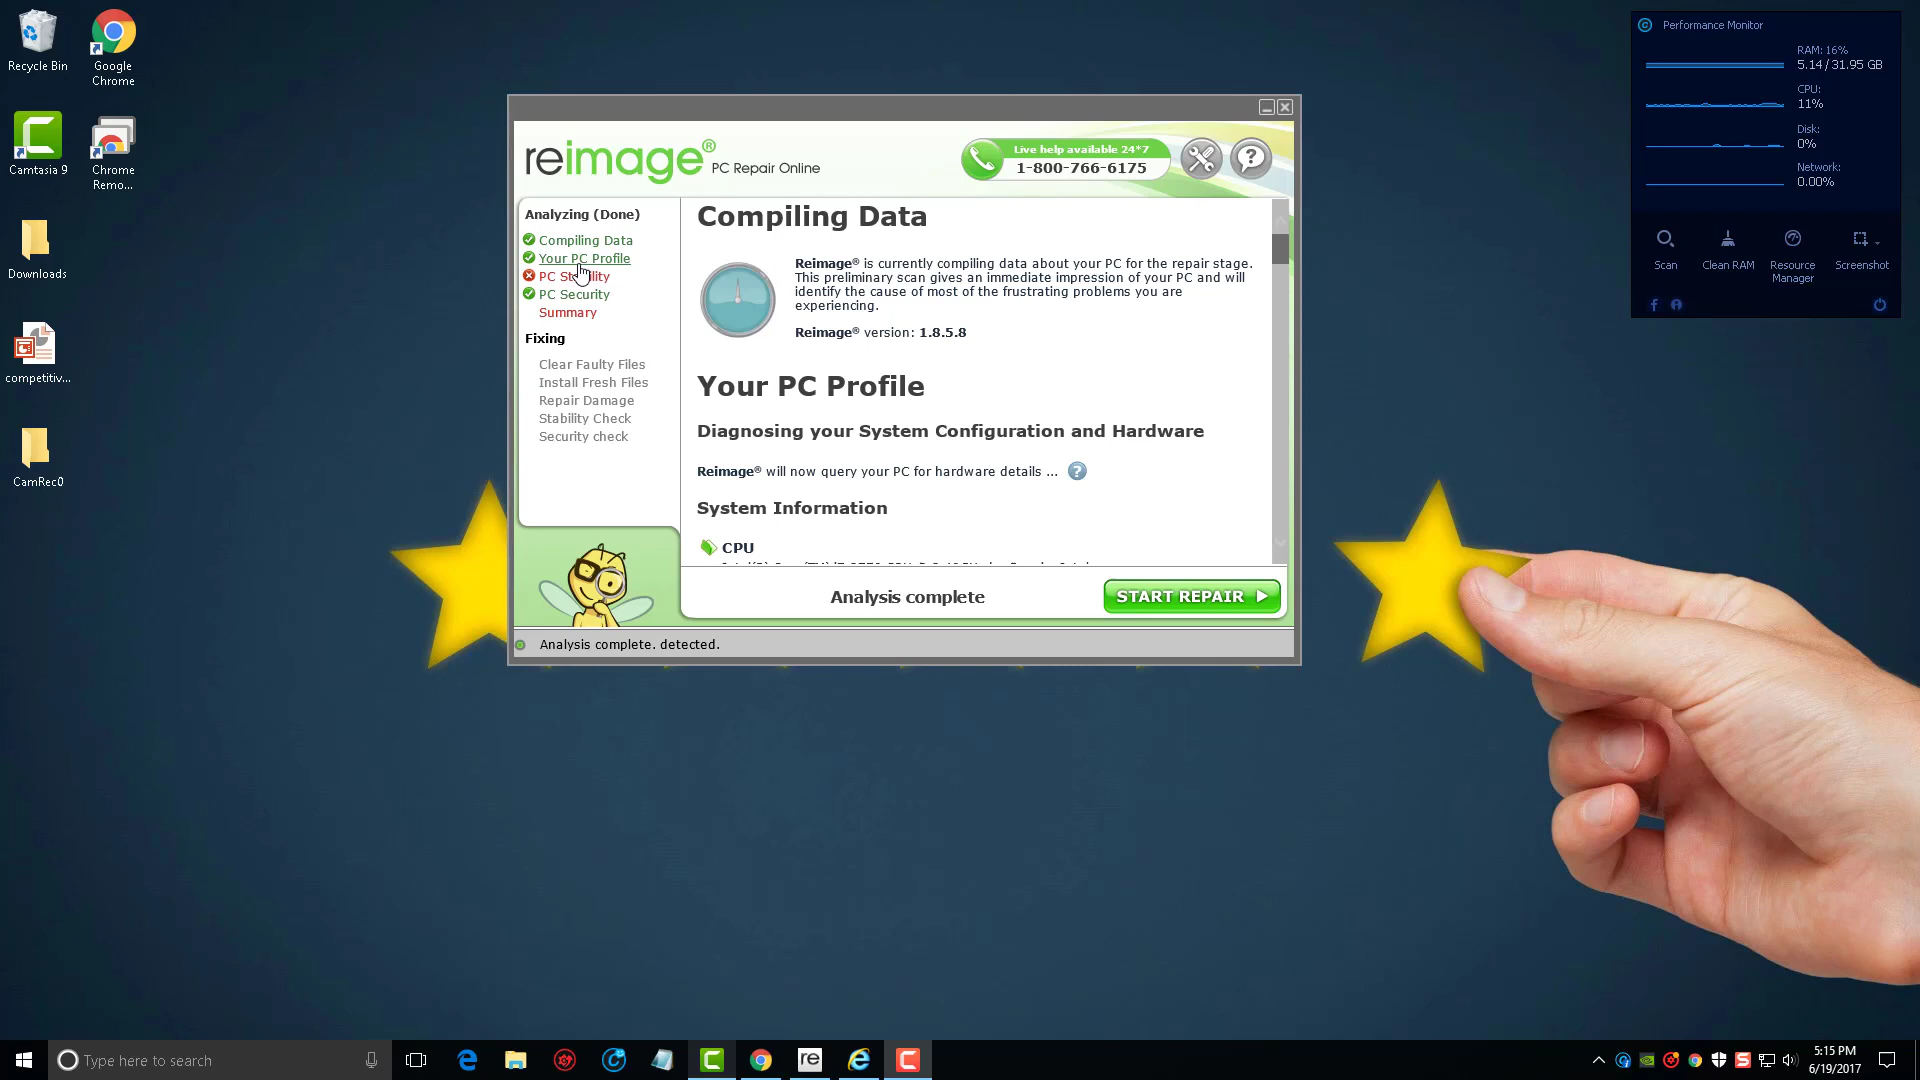 Recycle Bin
Google
Chrome
Camtasia 9
Chrome
Remo...
Downloads
competitiv...
CamRec0
reimage® PC Repair Online
Live help available 24*7
1-800-766-6175
Analyzing (Done)
Compiling Data
Your PC Profile
PC Stability
PC Security
Summary
Fixing
Clear Faulty Files
Install Fresh Files
Repair Damage
Stability Check
Security check
Compiling Data
Reimage® is currently compiling data about your PC for the repair stage.
This preliminary scan gives an immediate impression of your PC and will
identify the cause of most of the frustrating problems you are
experiencing.
Reimage® version: 1.8.5.8
Your PC Profile
Diagnosing your System Configuration and Hardware
Reimage® will now query your PC for hardware details ...
System Information
CPU
Analysis complete
START REPAIR
Analysis complete. detected.
Performance Monitor
RAM: 16%
5.14/31.95 GB
CPU:
11%
Disk:
0%
Network:
0.00%
Scan
Clean RAM
Resource
Manager
Screenshot
Type here to search
re
5:15 PM
6/19/2017